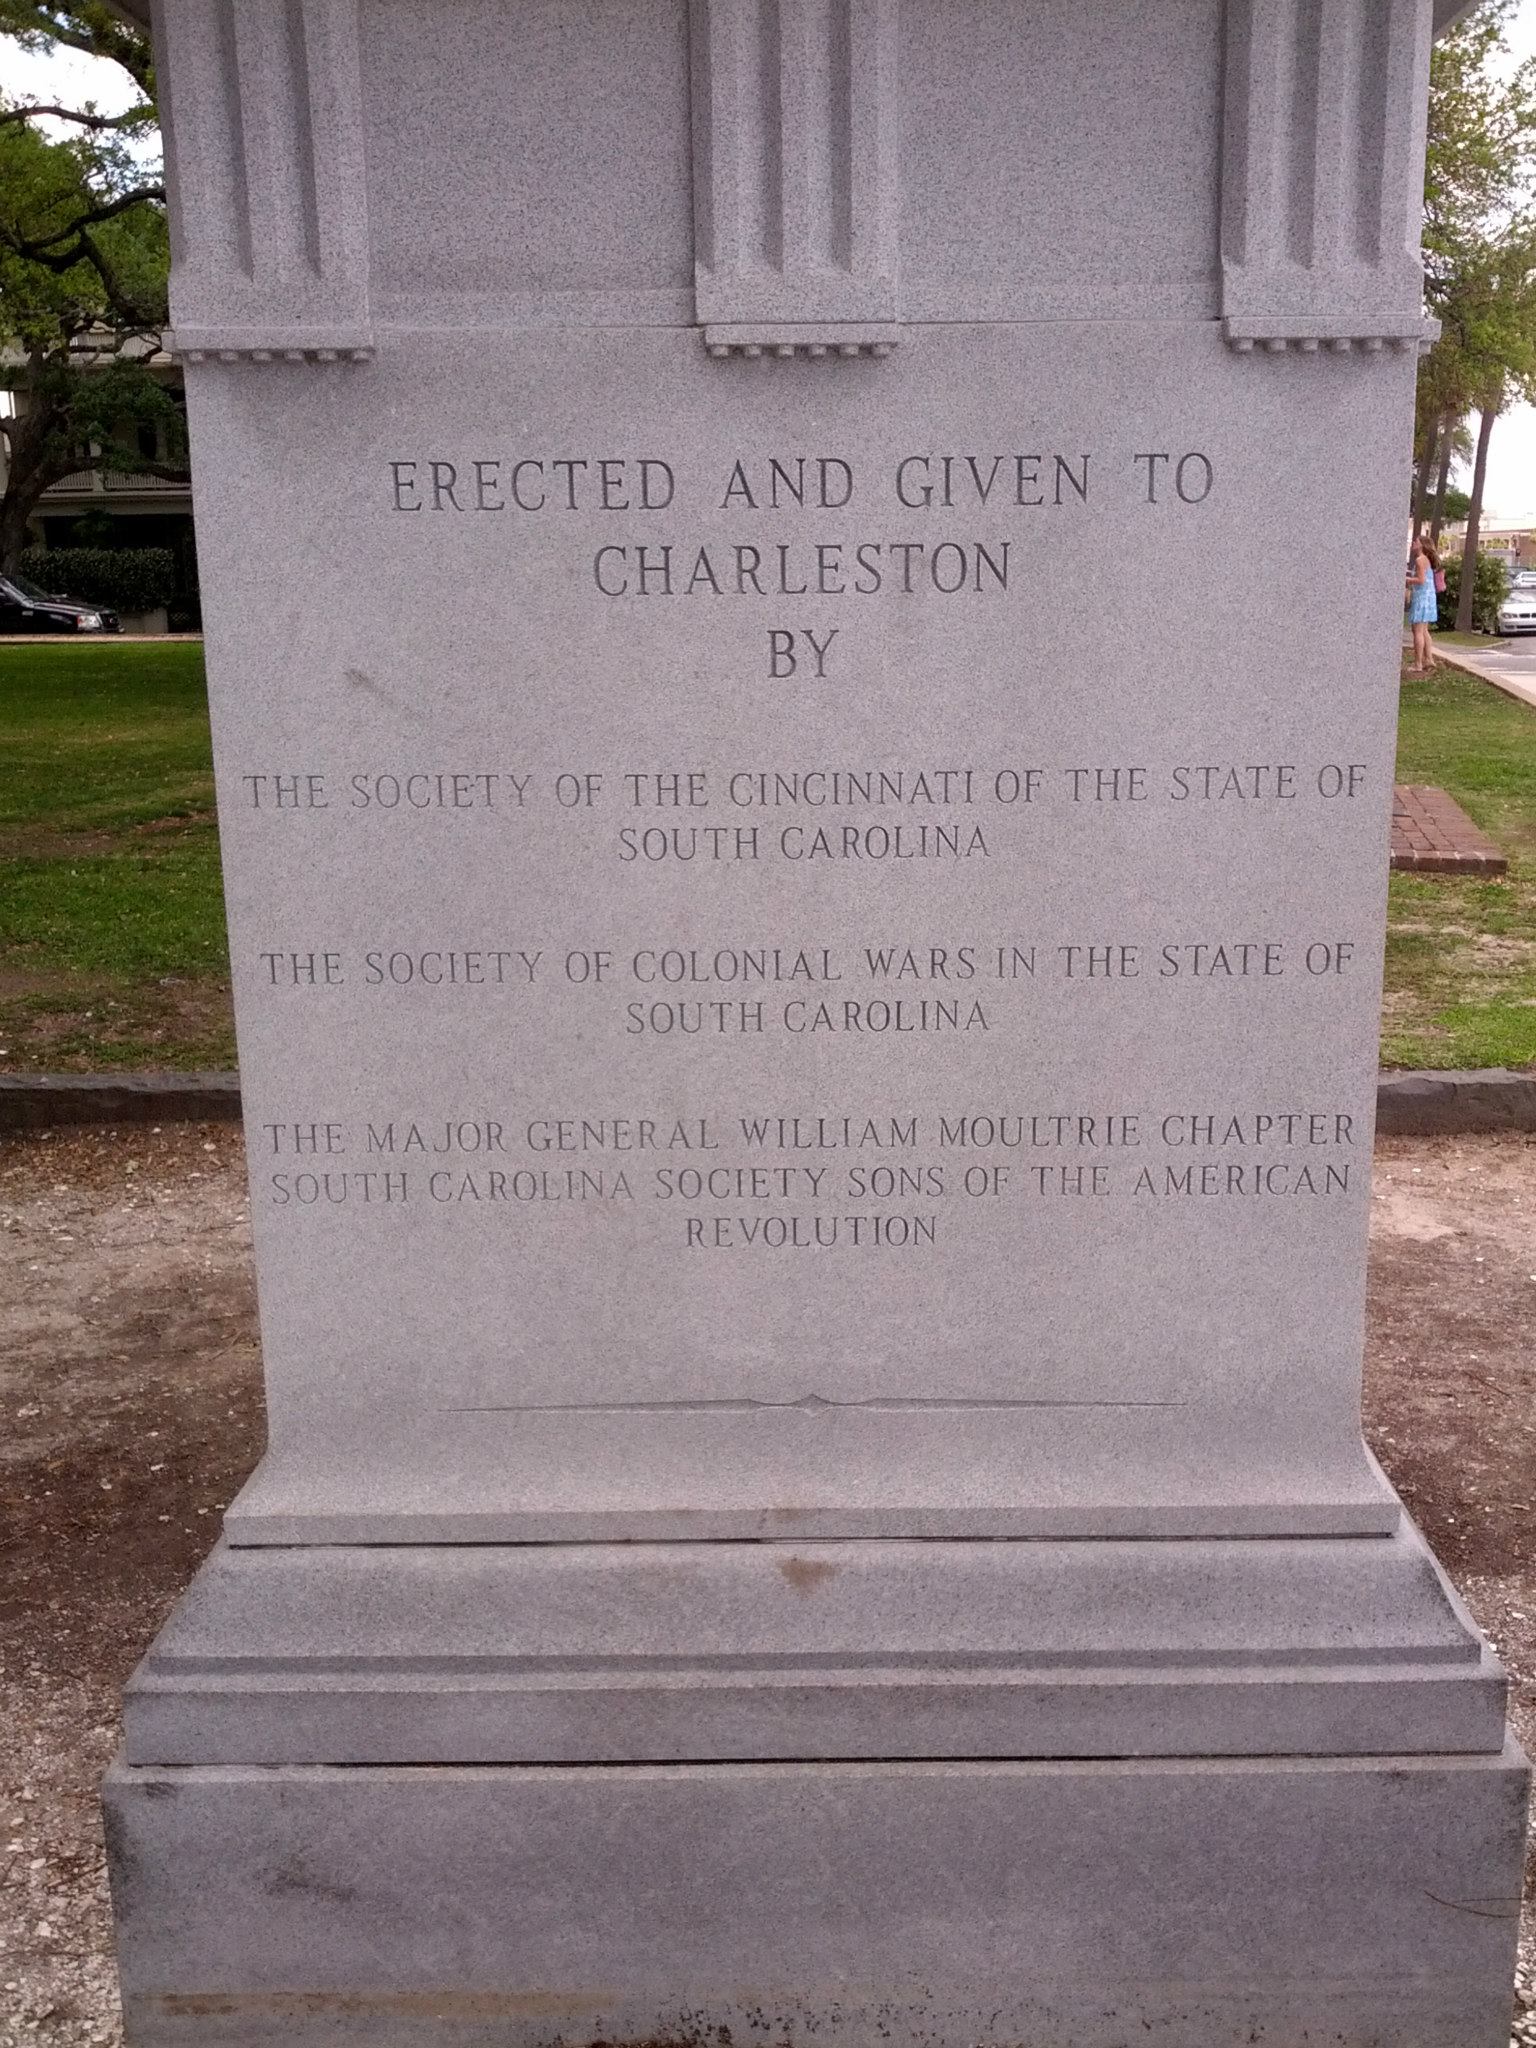 ERECTED AND GIVEN TO
CHARLESTON
BY
THE SOCIETY OF THE CINCINNATI OF THE STATE OF
SOUTH CAROLINA
THE SOCIETY OF COLONIAL WARS IN THE STATE OF
SOUTH CAROLINA
THE MAJOR GENERAL WILLIAM MOULTRIE CHAPTER
SOUTH CAROLINA SOCIETY SONS OF THE AMERICAN
REVOLUTION